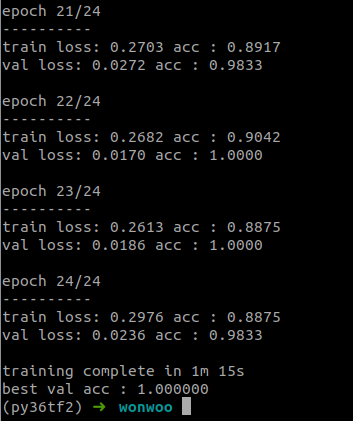 epoch 21/24
----------
train loss: 0.2703 acc : 0.8917
val loss: 0.0272 acc : 0.9833
epoch 22/24
----------
train loss: 0.2682 acc : 0.9042
val loss: 0.0170 acc : 1.0000
epoch 23/24
----------
train loss: 0.2613 acc : 0.8875
val loss: 0.0186 acc : 1.0000
epoch 24/24
----------
train loss: 0.2976 acc : 0.8875
val loss: 0.0236 acc : 0.9833
training complete in 1m 15s
best val acc : 1.000000
(py36tf2) ➜ wonwoo